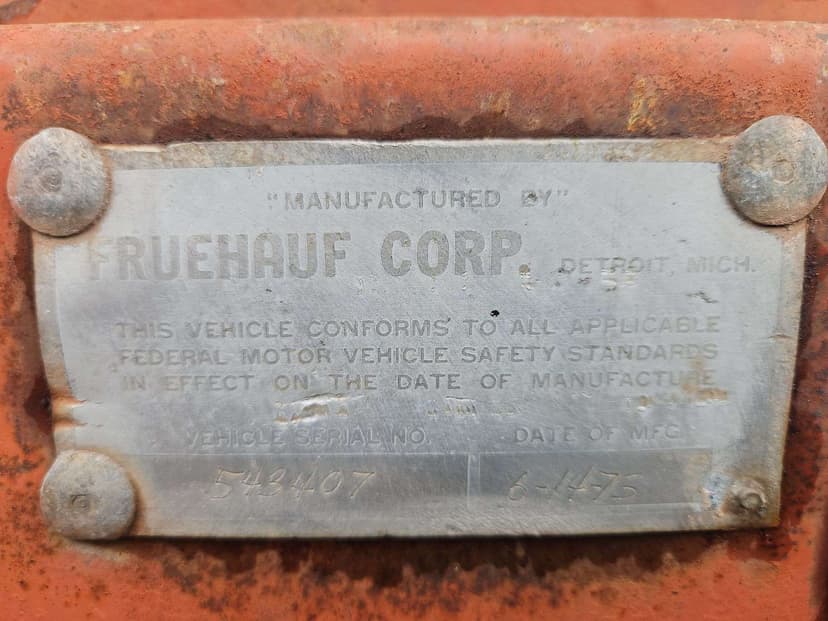 "MANUFACTURED BY"
FRUEHAUF CORP. DETROIT, MICH.
THIS VEHICLE CONFORMS TO ALL APPLICABLE
FEDERAL MOTOR VEHICLE SAFETY STANDARDS
IN EFFECT ON THE DATE OF MANUFACTURE
VEHICLE SERIAL NO. DATE OF MFG
543407 6-14-75